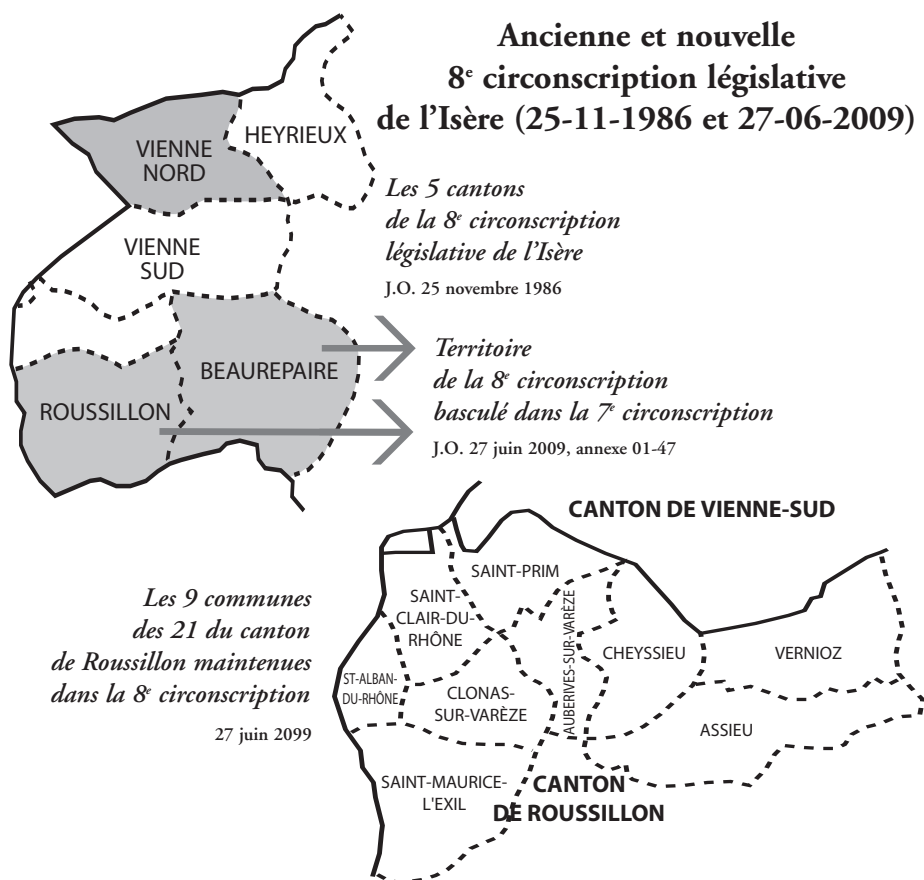 Ancienne et nouvelle
8e circonscription législative
de l'Isère (25-11-1986 et 27-06-2009)
HEYRIEUX
VIENNE
NORD
VIENNE
SUD
BEAUREPAIRE
ROUSSILLON
Les 5 cantons
de la 8e circonscription
législative de l'Isère
J.O. 25 novembre 1986
Territoire
de la 8e circonscription
basculé dans la 7e circonscription
J.O. 27 juin 2009, annexe 01-47
Les 9 communes
des 21 du canton
de Roussillon maintenues
dans la 8e circonscription
27 juin 2099
CANTON DE VIENNE-SUD
SAINT-PRIM
SAINT-
CLAIR-DU-
RHÔNE
AUBERIVES-SUR-VARÈZE
CHEYSSIEU
VERNIOZ
ST-ALBAN-
DU-RHÔNE
CLONAS-
SUR-VARÈZE
ASSIEU
SAINT-MAURICE-
L'EXIL
CANTON
DE ROUSSILLON